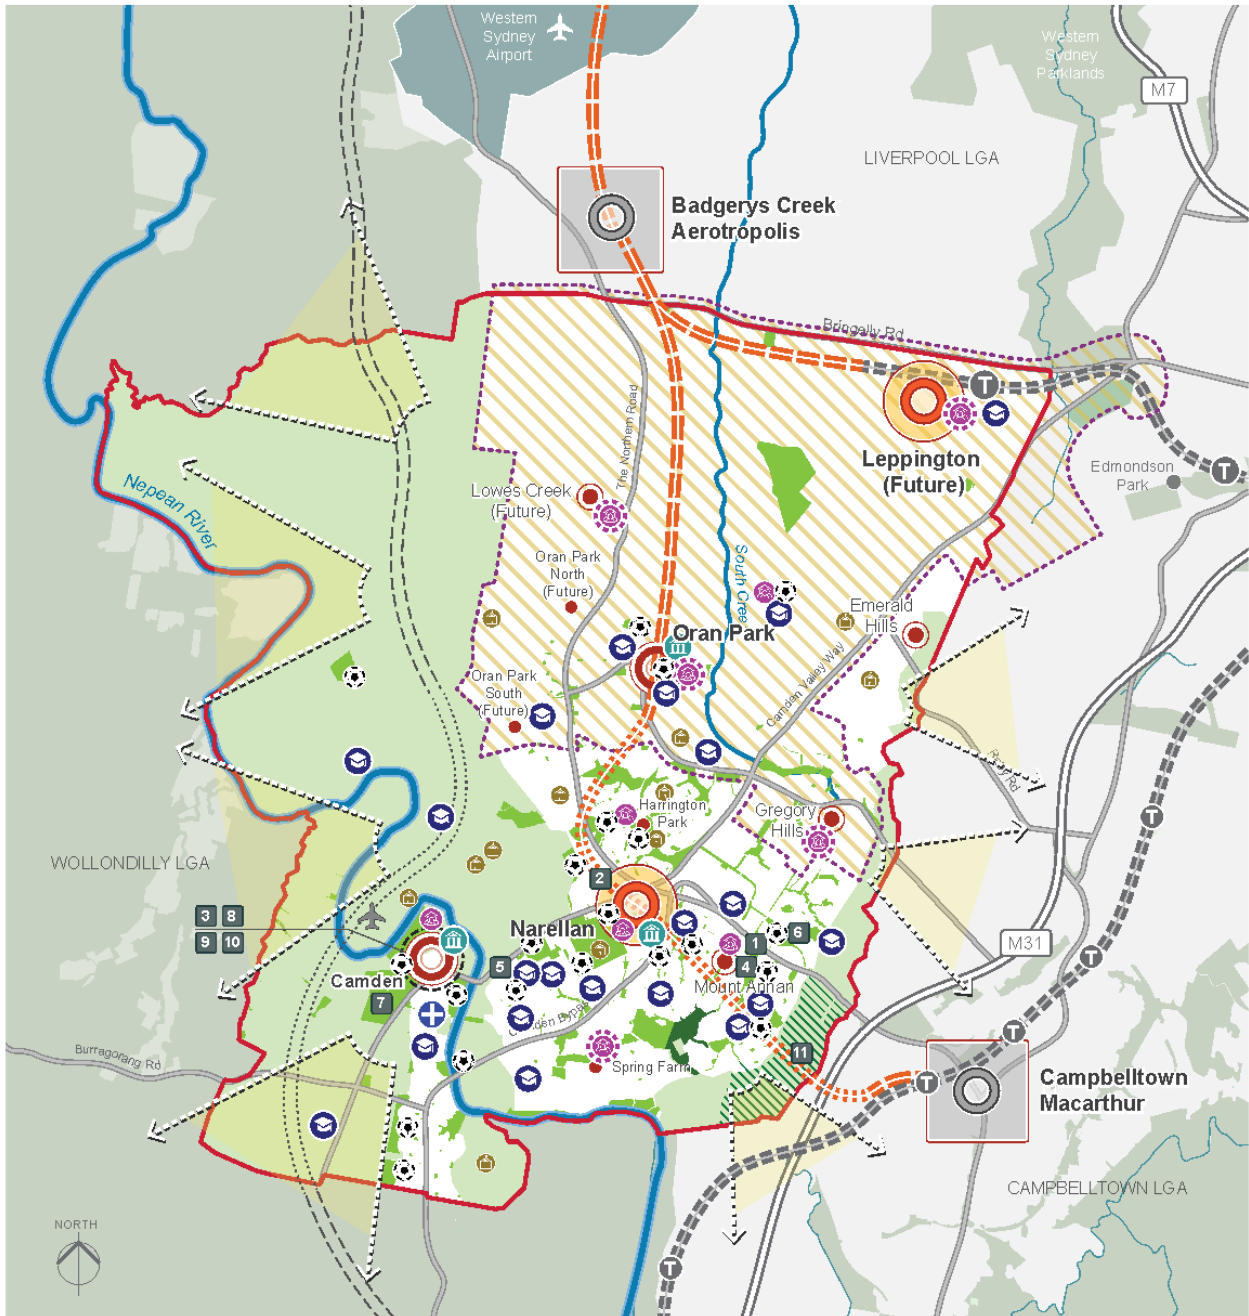 Western
Sydney
Airport
Western
Sydney
Parklands
M7
LIVERPOOL LGA
Badgerys Creek
Aerotropolis
Bringelly Rd
T
Leppington
(Future)
Edmondson
Park
T
The Northern Road
Lowes Creek
(Future)
Nepean River
Oran Park
North
(Future)
South Creek
Emerald
Hills
Oran Park
Camden Valley Way
Oran Park
South
(Future)
Raby Rd
Harrington
Park
Gregory
Hills
T
WOLLONDILLY LGA
2
3 8
9 10
Narellan
1
6
M31
5
4
T
Camden
Mount Annan
7
Camden Bypass
T
Burragorang Rd
11
Spring Farm
T
Campbelltown
Macarthur
CAMPBELLTOWN LGA
NORTH
T